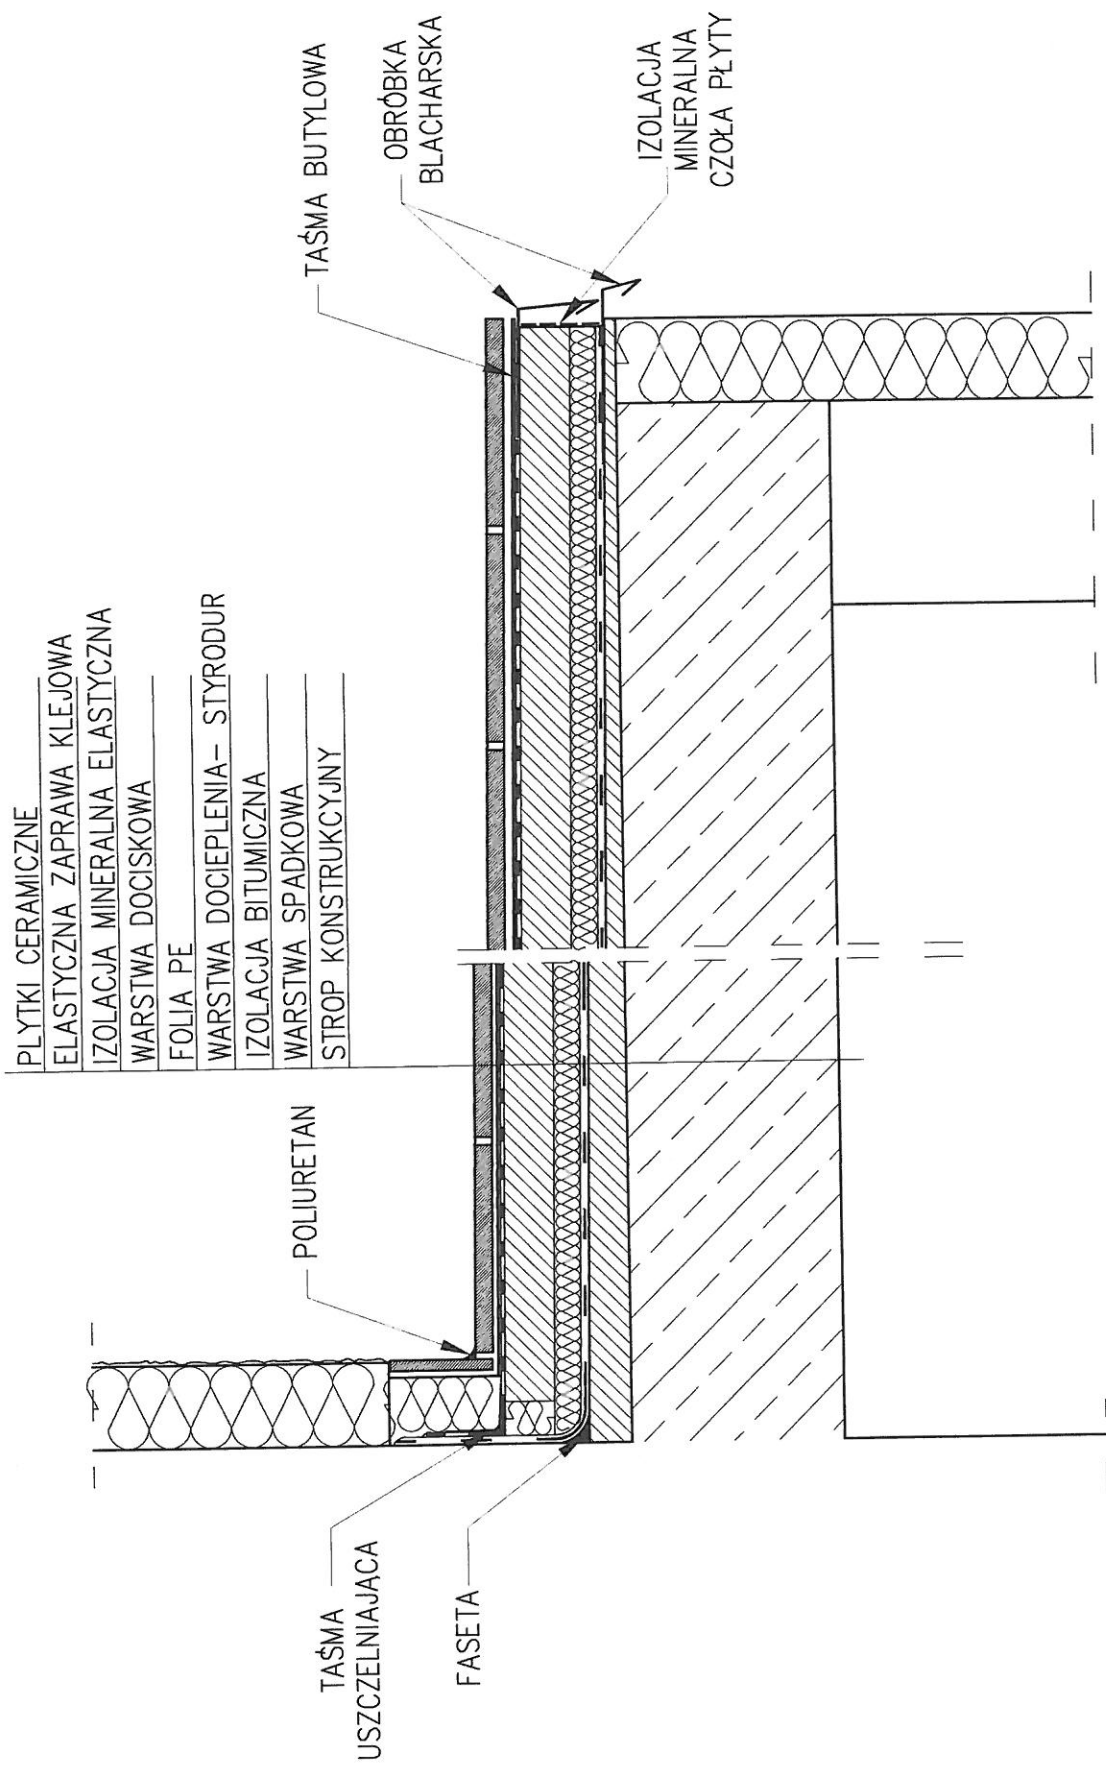 PLYTKI CERAMICZNE
ELASTYCZNA ZAPRAWA KLEJOWA
IZOLACJA MINERALNA ELASTYCZNA
WARSTWA DOCISKOWA
FOLIA PE
WARSTWA DOCIEPLENIA- STYRODUR
IZOLACJA BITUMICZNA
WARSTWA SPADKOWA
STROP KONSTRUKCYJNY
TAŚMA
USZCZELNIAJĄCA
FASETA
POLIURETAN
TAŚMA BUTYLOWA
OBRÓBKA
BLACHARSKA
IZOLACJA
MINERALNA
CZOŁA PŁYTY